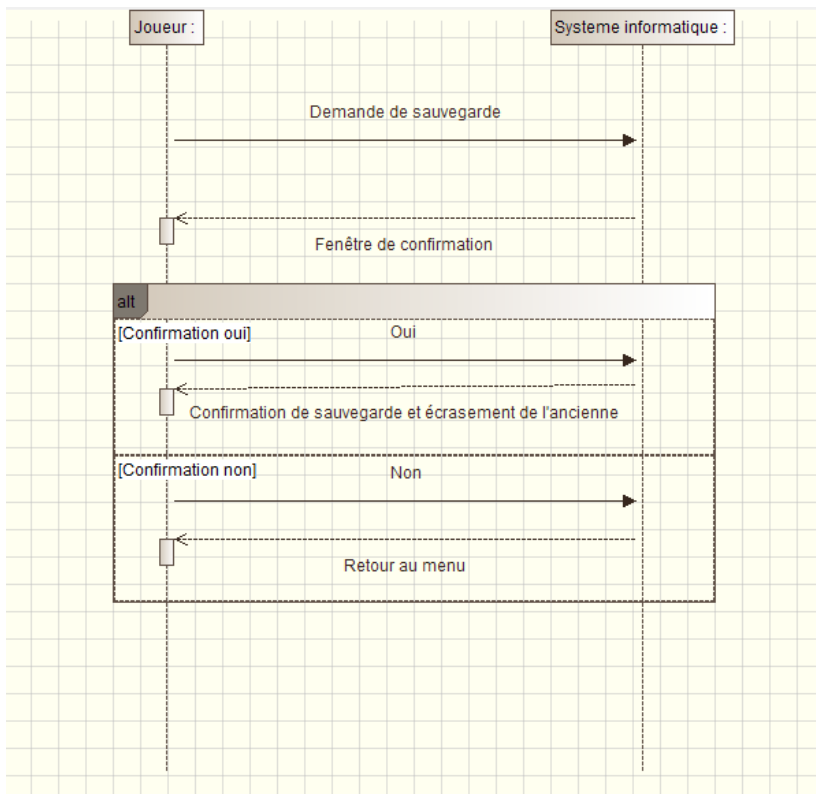 Joueur :
Systeme informatique :
Demande de sauvegarde
Fenêtre de confirmation
alt
[Confirmation oui]
Oui
Confirmation de sauvegarde et écrasement de l'ancienne
[Confirmation non]
Non
Retour au menu